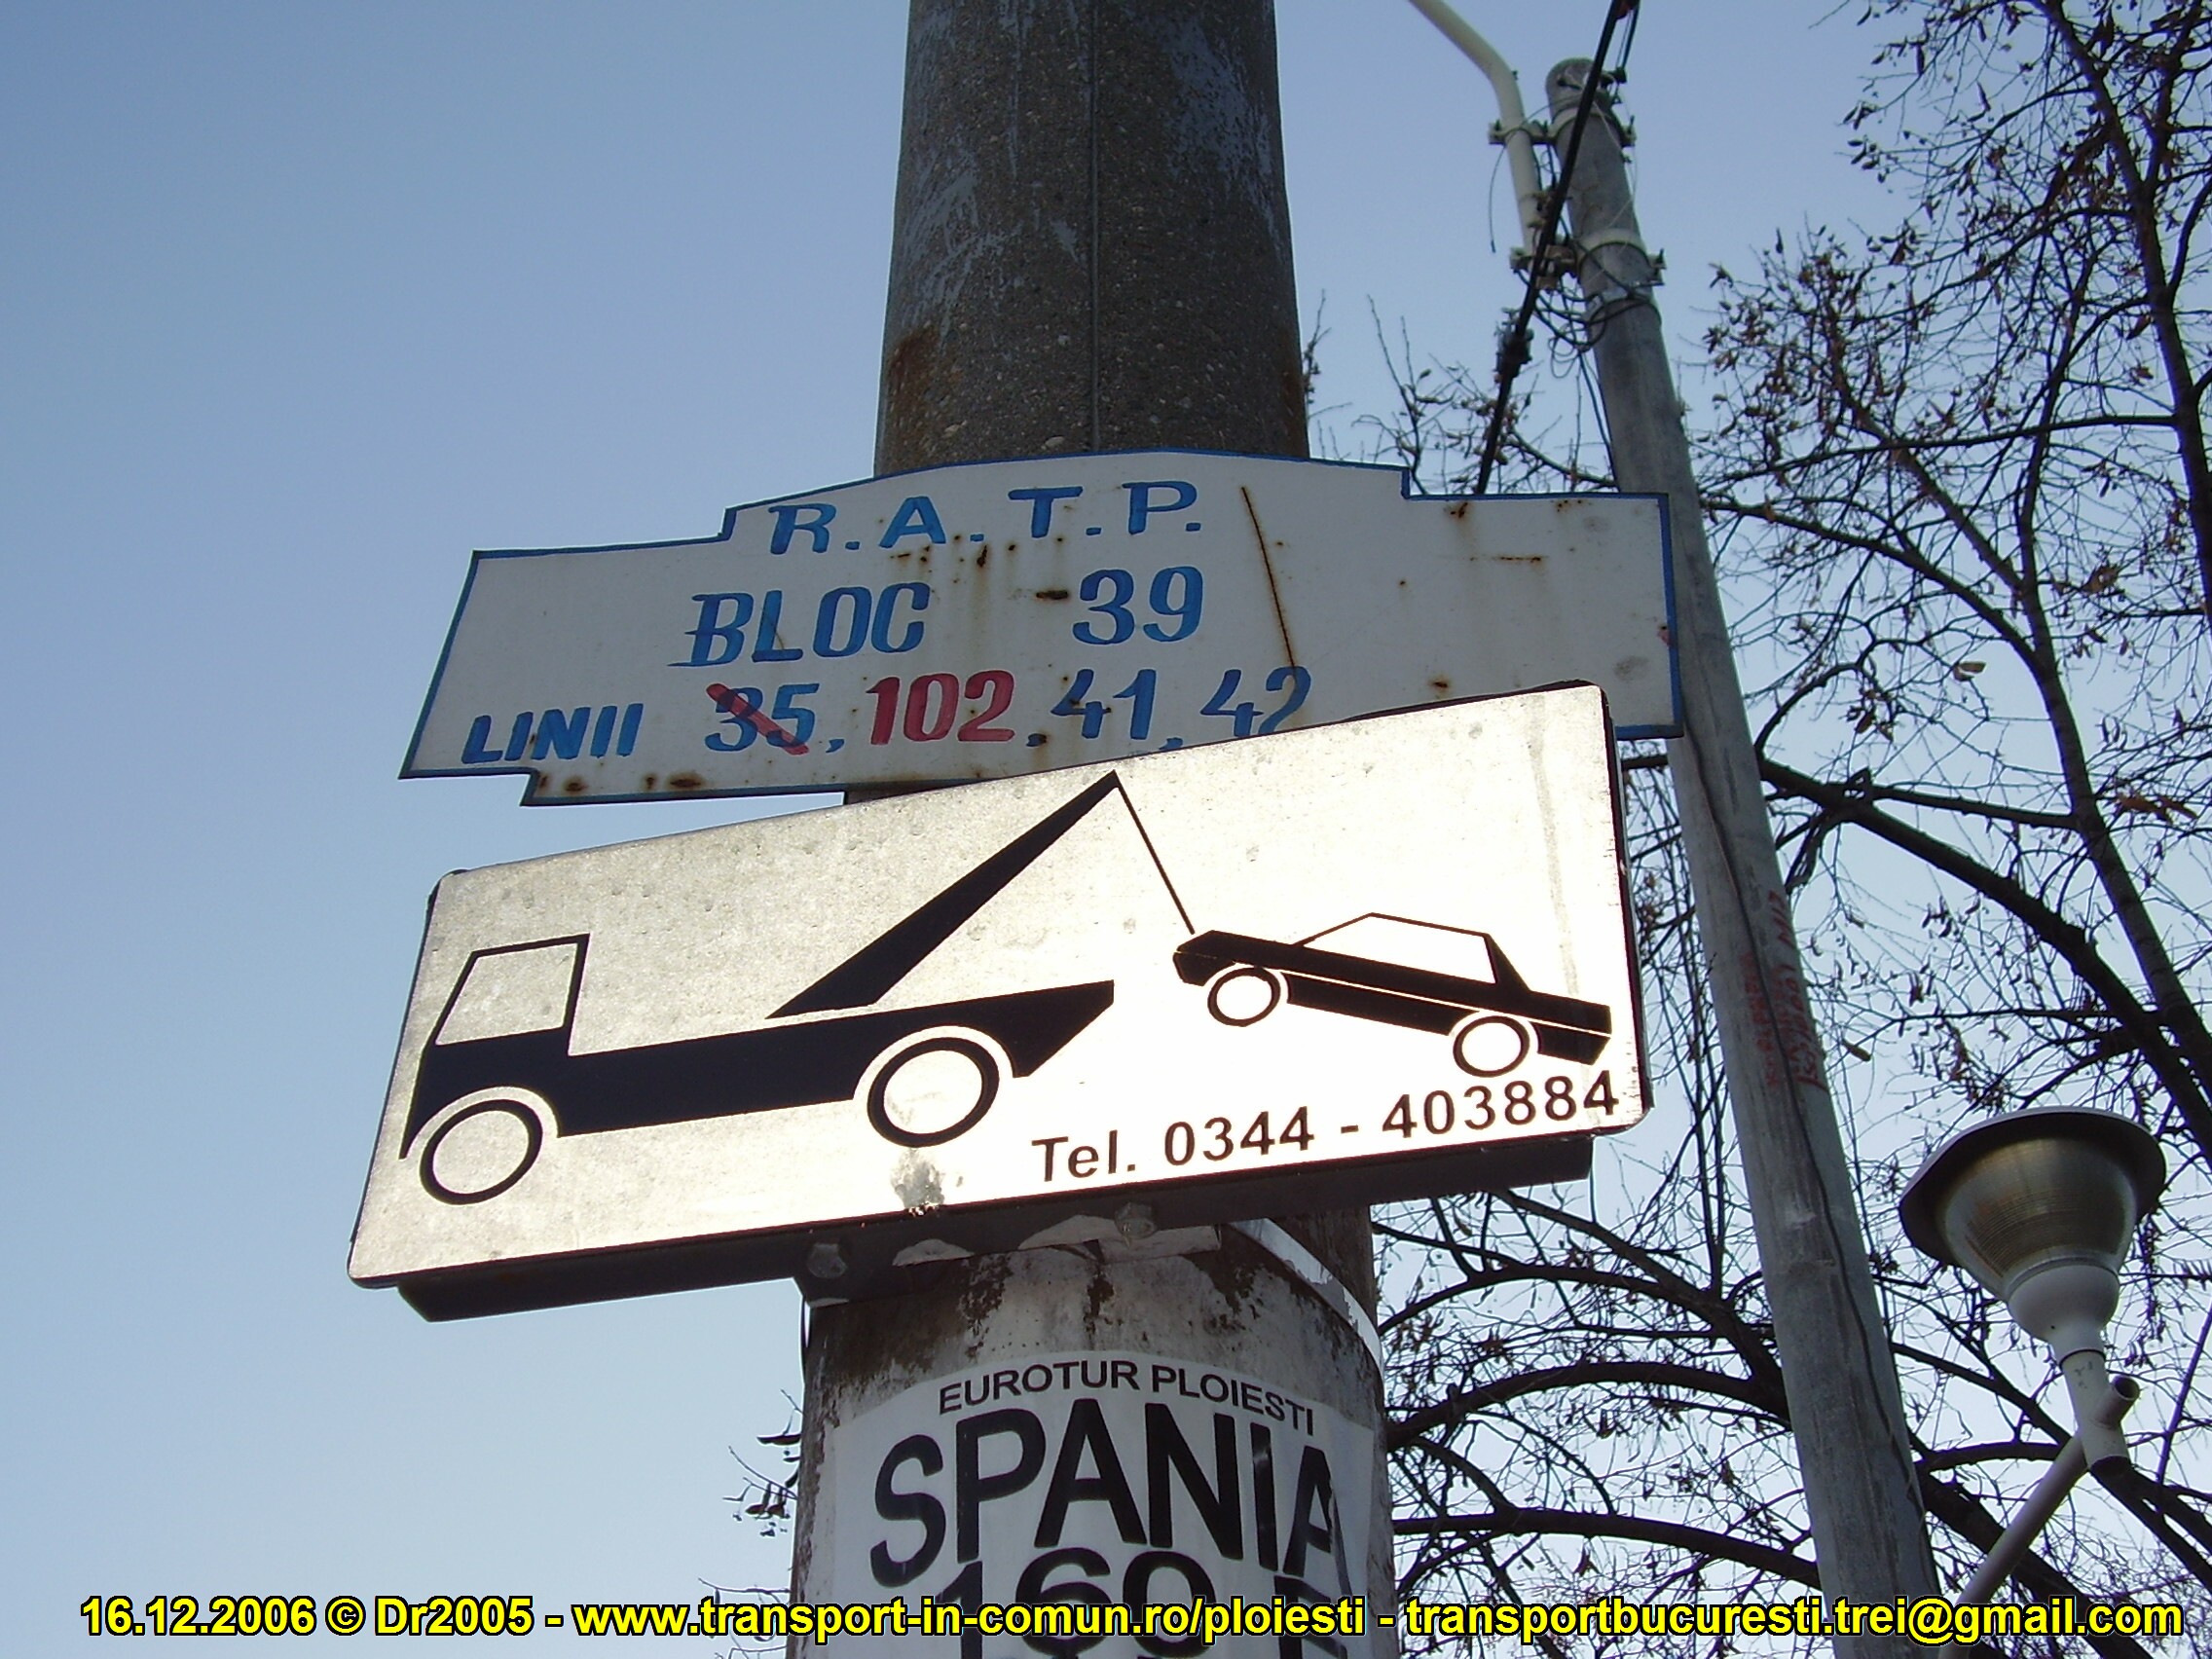 R.A.T.P.
BLOC 39
LINII 35, 102, 41, 42
Tel. 0344 - 403884
EUROTUR PLOIESTI
SPANIA
160 E
16.12.2006 © Dr2005 - www.transport-in-comun.ro/ploiesti - transportbucuresti.trei@gmail.com